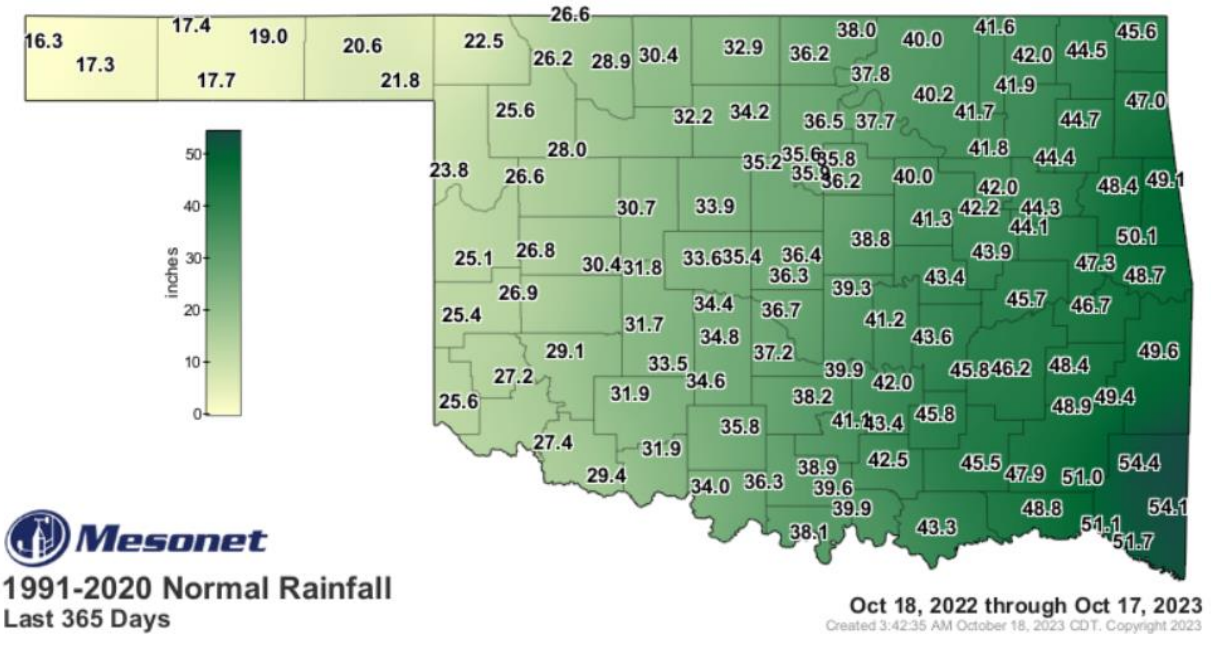 26.6
16.3 17.4 19.0 20.6 22.5 38.0 41.6 45.6
17.3 26.2 28.9 30.4 32.9 36.2 40.0 42.0 44.5
17.7 21.8 37.8 41.9
25.6 32.2 34.2 36.5 37.7 40.2 41.7 44.7 47.0
28.0 35.2 35.6 35.8 41.8 44.4
23.8 26.6 35.9 36.2 40.0 42.0 48.4 49.1
30.7 33.9 41.3 42.2 44.3
44.1
25.1 26.8 30.4 31.8 33.6 35.4 36.4 38.8 43.9 50.1
36.3 43.4 47.3 48.7
26.9 39.3
25.4 31.7 34.4 36.7 41.2 45.7 46.7
34.8 43.6
29.1 33.5 37.2 49.6
27.2 34.6 39.9 42.0 45.8 46.2 48.4
25.6 31.9 38.2 48.9 49.4
35.8 41.1 43.4 45.8
27.4 31.9
29.4 38.9 42.5 45.5 47.9 51.0 54.4
34.0 36.3 39.6
39.9 48.8 54.1
38.1 43.3 51.1
51.7
50
40
30
20
10
0
inches
Mesonet
1991-2020 Normal Rainfall
Last 365 Days
Oct 18, 2022 through Oct 17, 2023
Created 3:42:35 AM October 18, 2023 CDT. Copyright 2023